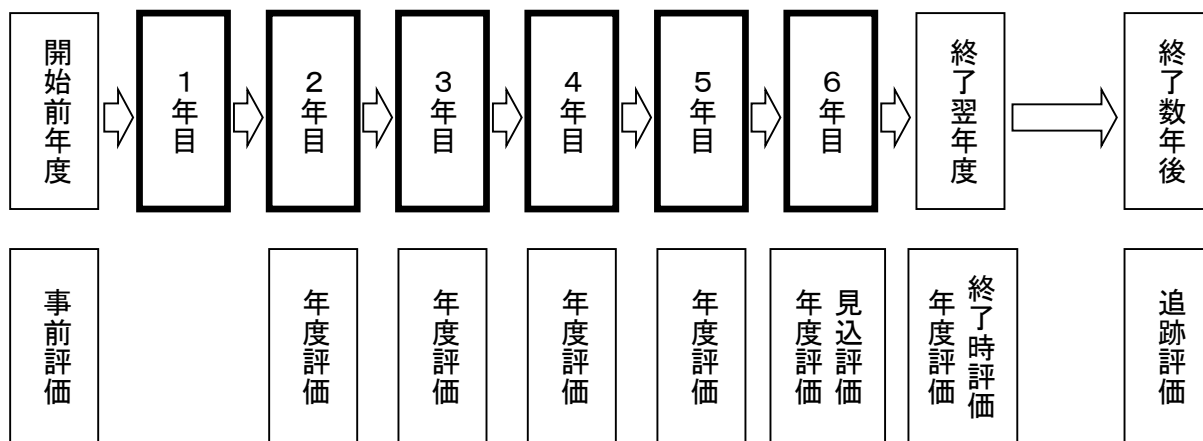 開始前年度
１年目
２年目
３年目
４年目
５年目
６年目
終了翌年度
終了数年後
事前評価
年度評価
年度評価
年度評価
年度評価
見込評価
年度評価
終了時評価
年度評価
追跡評価